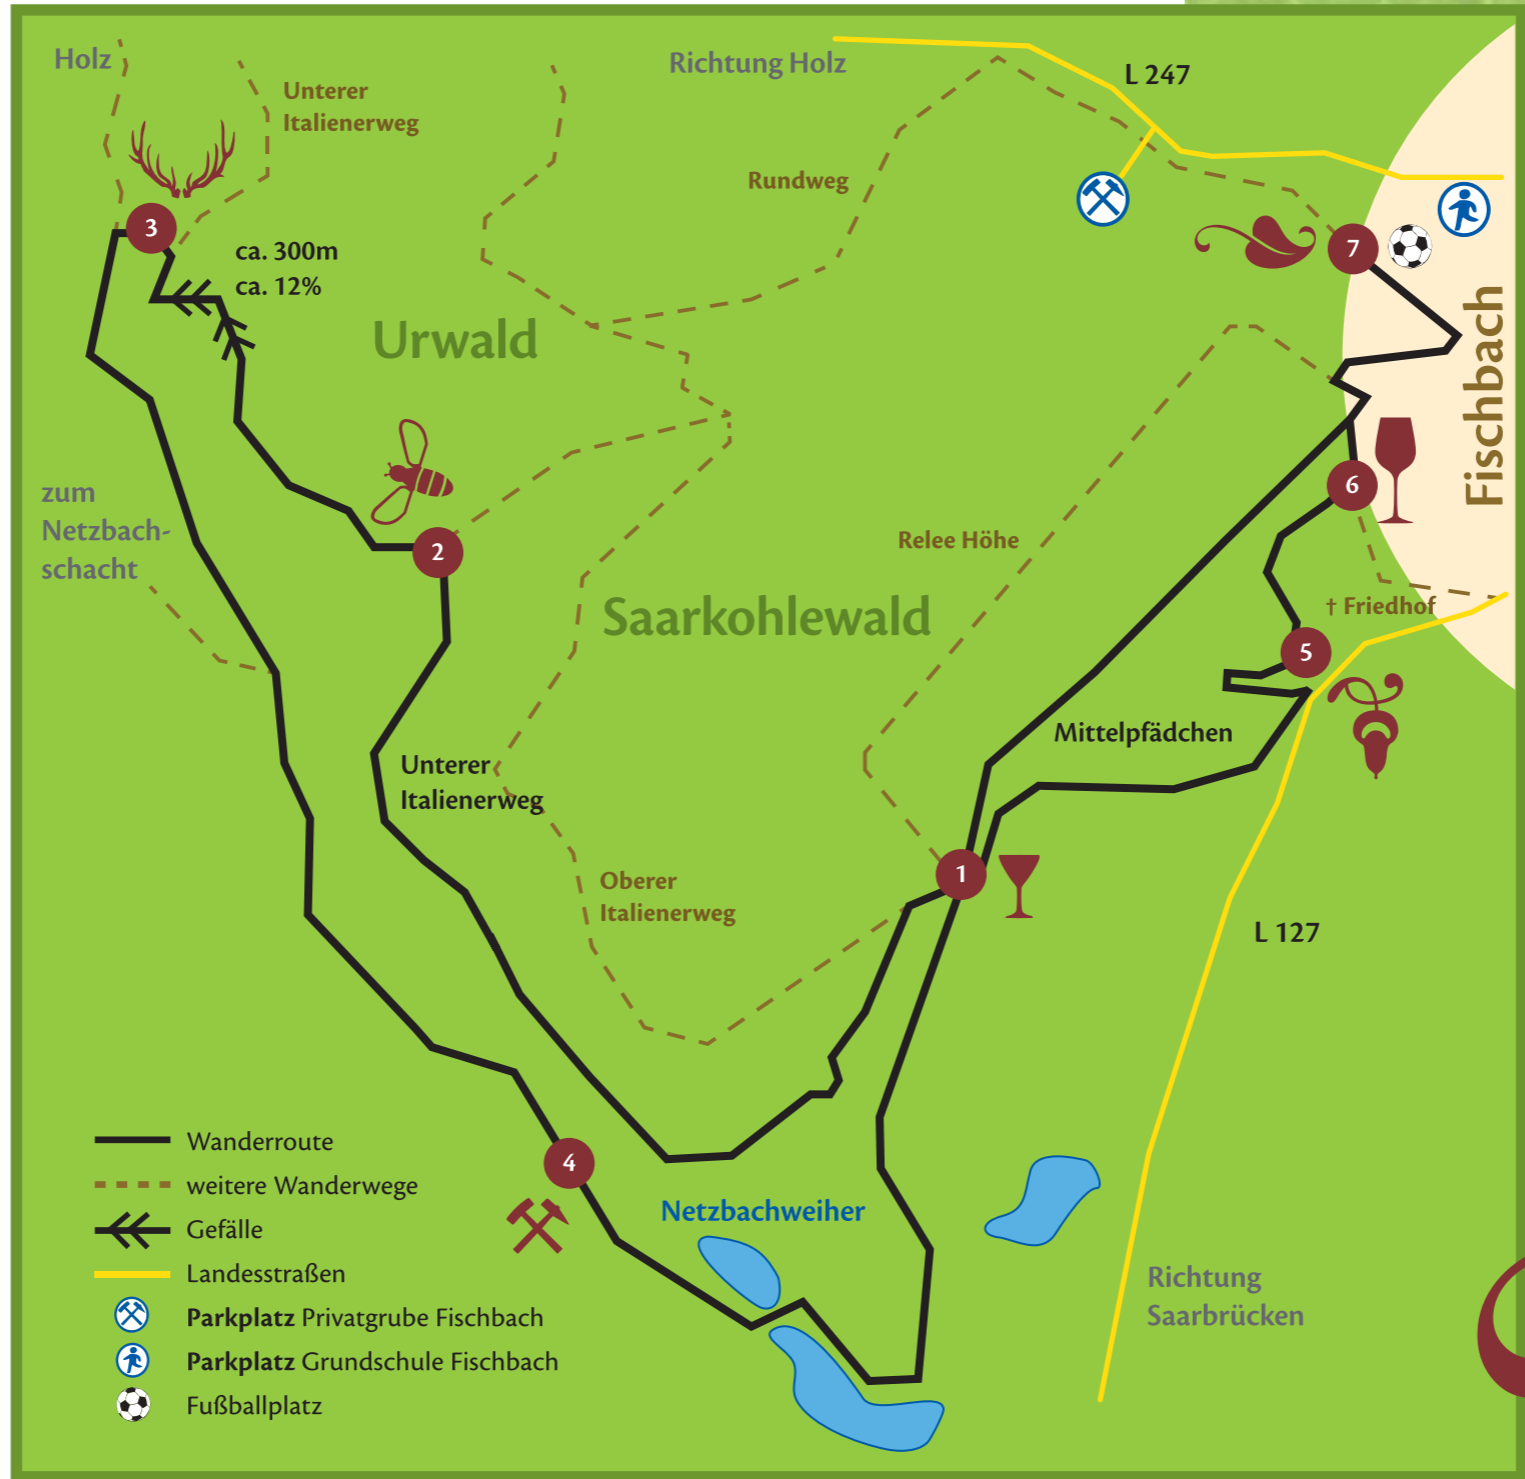 Holz
Unterer
Italienerweg
Richtung Holz
L 247
Rundweg
3
7
ca. 300m
ca. 12%
Urwald
Fischbach
zum
Netzbach-
schacht
2
6
Relee Höhe
Saarkohlewald
† Friedhof
5
Mittelpfädchen
Unterer
Italienerweg
1
Oberer
Italienerweg
L 127
4
Netzbachweiher
Richtung
Saarbrücken
Wanderroute
weitere Wanderwege
Gefälle
Landesstraßen
Parkplatz Privatgrube Fischbach
Parkplatz Grundschule Fischbach
Fußballplatz